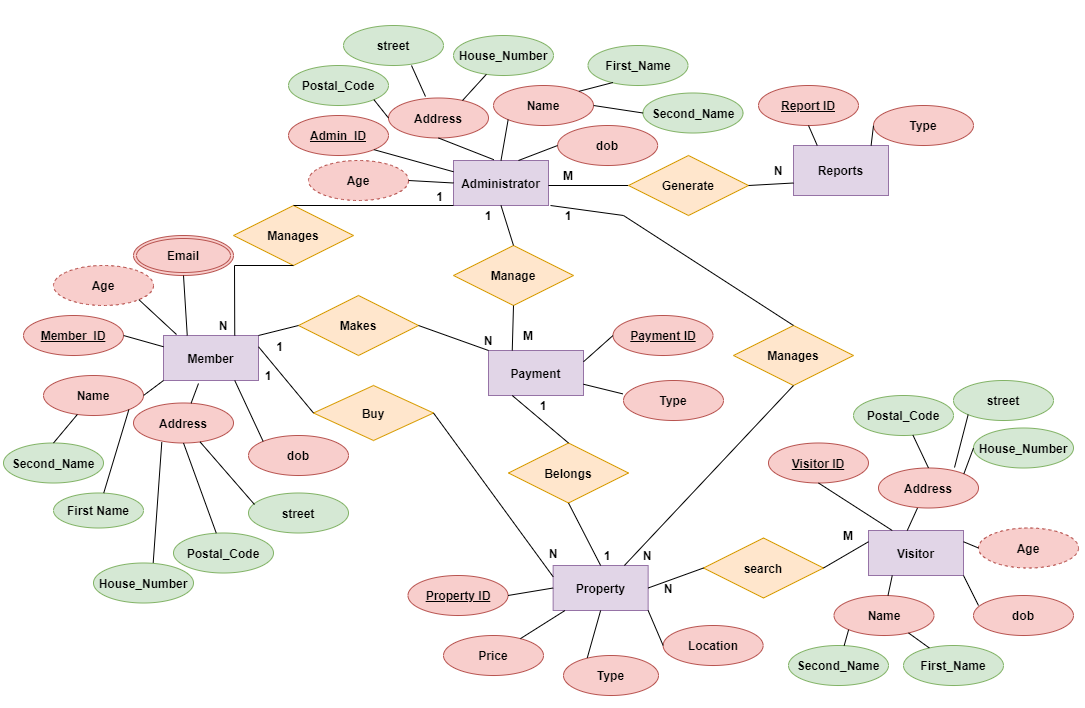 street
House_Number
First_Name
Postal_Code
Address
Name
Second_Name
Report ID
Type
Admin_ID
dob
Age
Administrator
M
Generate
N
Reports
1
1
1
Manages
Email
Age
Manage
N
Member_ID
Makes
M
Payment ID
1
N
Member
1
Payment
Manages
Name
Buy
1
Type
Address
Second_Name
dob
Belongs
First Name
street
Postal_Code
House_Number
Postal_Code
street
House_Number
Visitor ID
Address
M
Visitor
Age
N
1
N
search
N
Property ID
Property
Price
Type
Location
Name
dob
Second_Name
First_Name